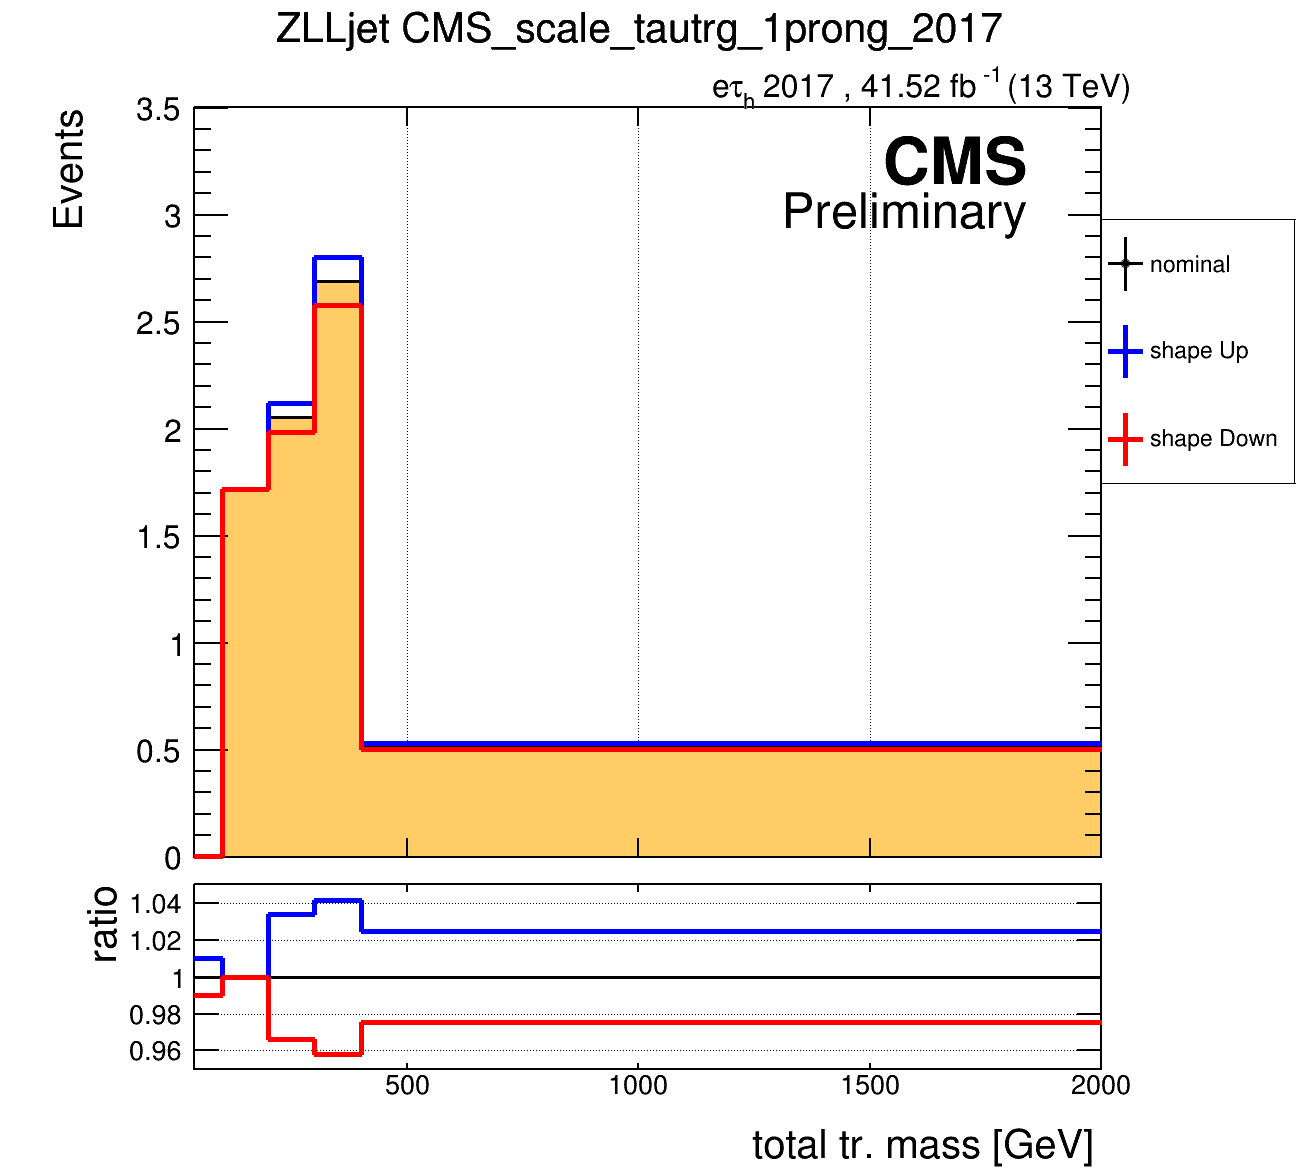 ZLLjet CMS_scale_tautrg_1prong_2017
eτh 2017 , 41.52 fb -1 (13 TeV)
Events
3.5
3
2.5
2
1.5
1
0.5
0
CMS
Preliminary
nominal
shape Up
shape Down
ratio
1.04
1.02
1
0.98
0.96
500 1000 1500 2000
total tr. mass [GeV]